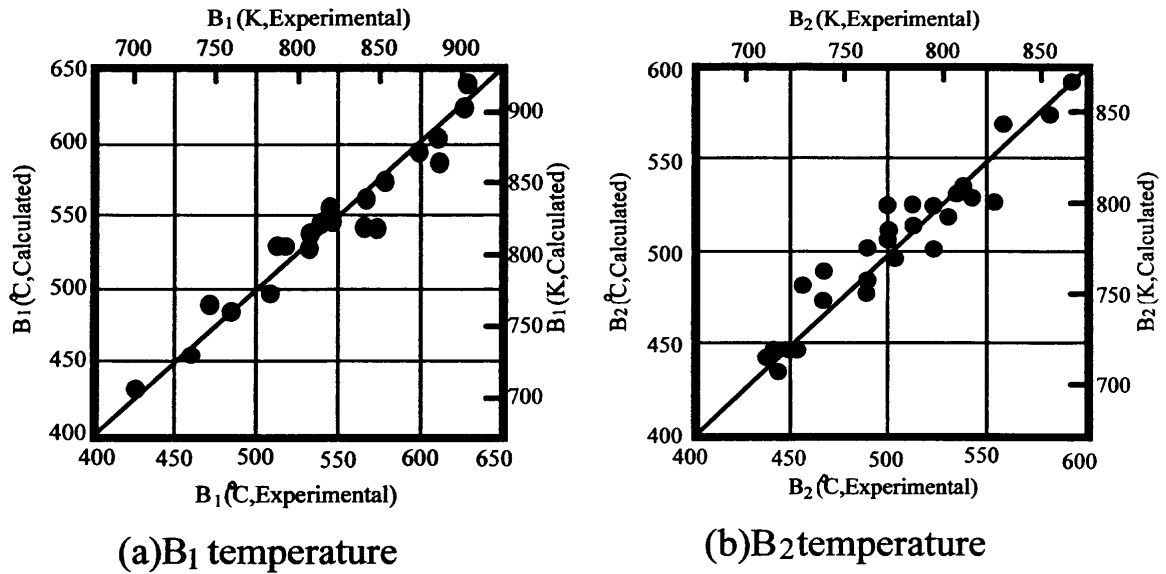 B1(K,Experimental)
700 750 800 850 900
650
600
550
500
450
400
B1(℃,Calculated)
900
850
800
750
700
B1(K,Calculated)
400 450 500 550 600 650
B1(℃,Experimental)
(a)B1 temperature
B2(K,Experimental)
700 750 800 850
600
550
500
450
400
B2(℃,Calculated)
850
800
750
700
B2(K,Calculated)
400 450 500 550 600
B2(℃,Experimental)
(b)B2temperature